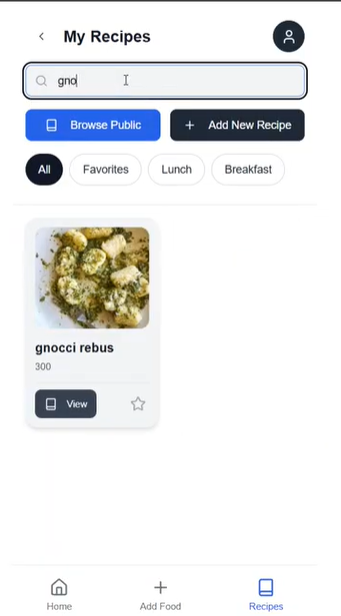 My Recipes
gno
Browse Public
Add New Recipe
All
Favorites
Lunch
Breakfast
gnocci rebus
300
View
Home
Add Food
Recipes